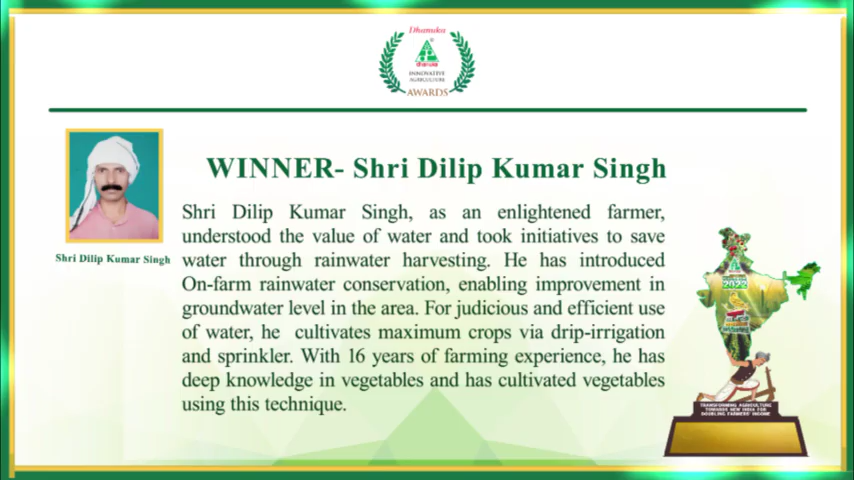 Dhanuka
INNOVATIVE
AGRICULTURE
AWARDS
WINNER- Shri Dilip Kumar Singh
Shri Dilip Kumar Singh
Shri Dilip Kumar Singh, as an enlightened farmer,
understood the value of water and took initiatives to save
water through rainwater harvesting. He has introduced
On-farm rainwater conservation, enabling improvement in
groundwater level in the area. For judicious and efficient use
of water, he cultivates maximum crops via drip-irrigation
and sprinkler. With 16 years of farming experience, he has
deep knowledge in vegetables and has cultivated vegetables
using this technique.
2022
TRANSFORMING AGRICULTURE
TOWARDS NEW INDIA FOR
DOUBLING FARMERS' INCOME